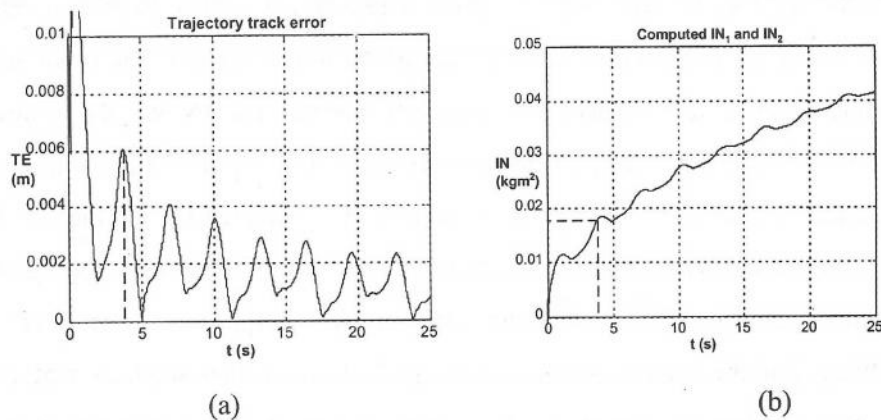 Trajectory track error
0.01
0.008
0.006
TE
(m)
0.004
0.002
0
0 5 10 15 20 25
t (s)
(a)
Computed IN₁ and IN₂
0.05
0.04
0.03
IN
(kgm²)
0.02
0.01
0
0 5 10 15 20 25
t (s)
(b)